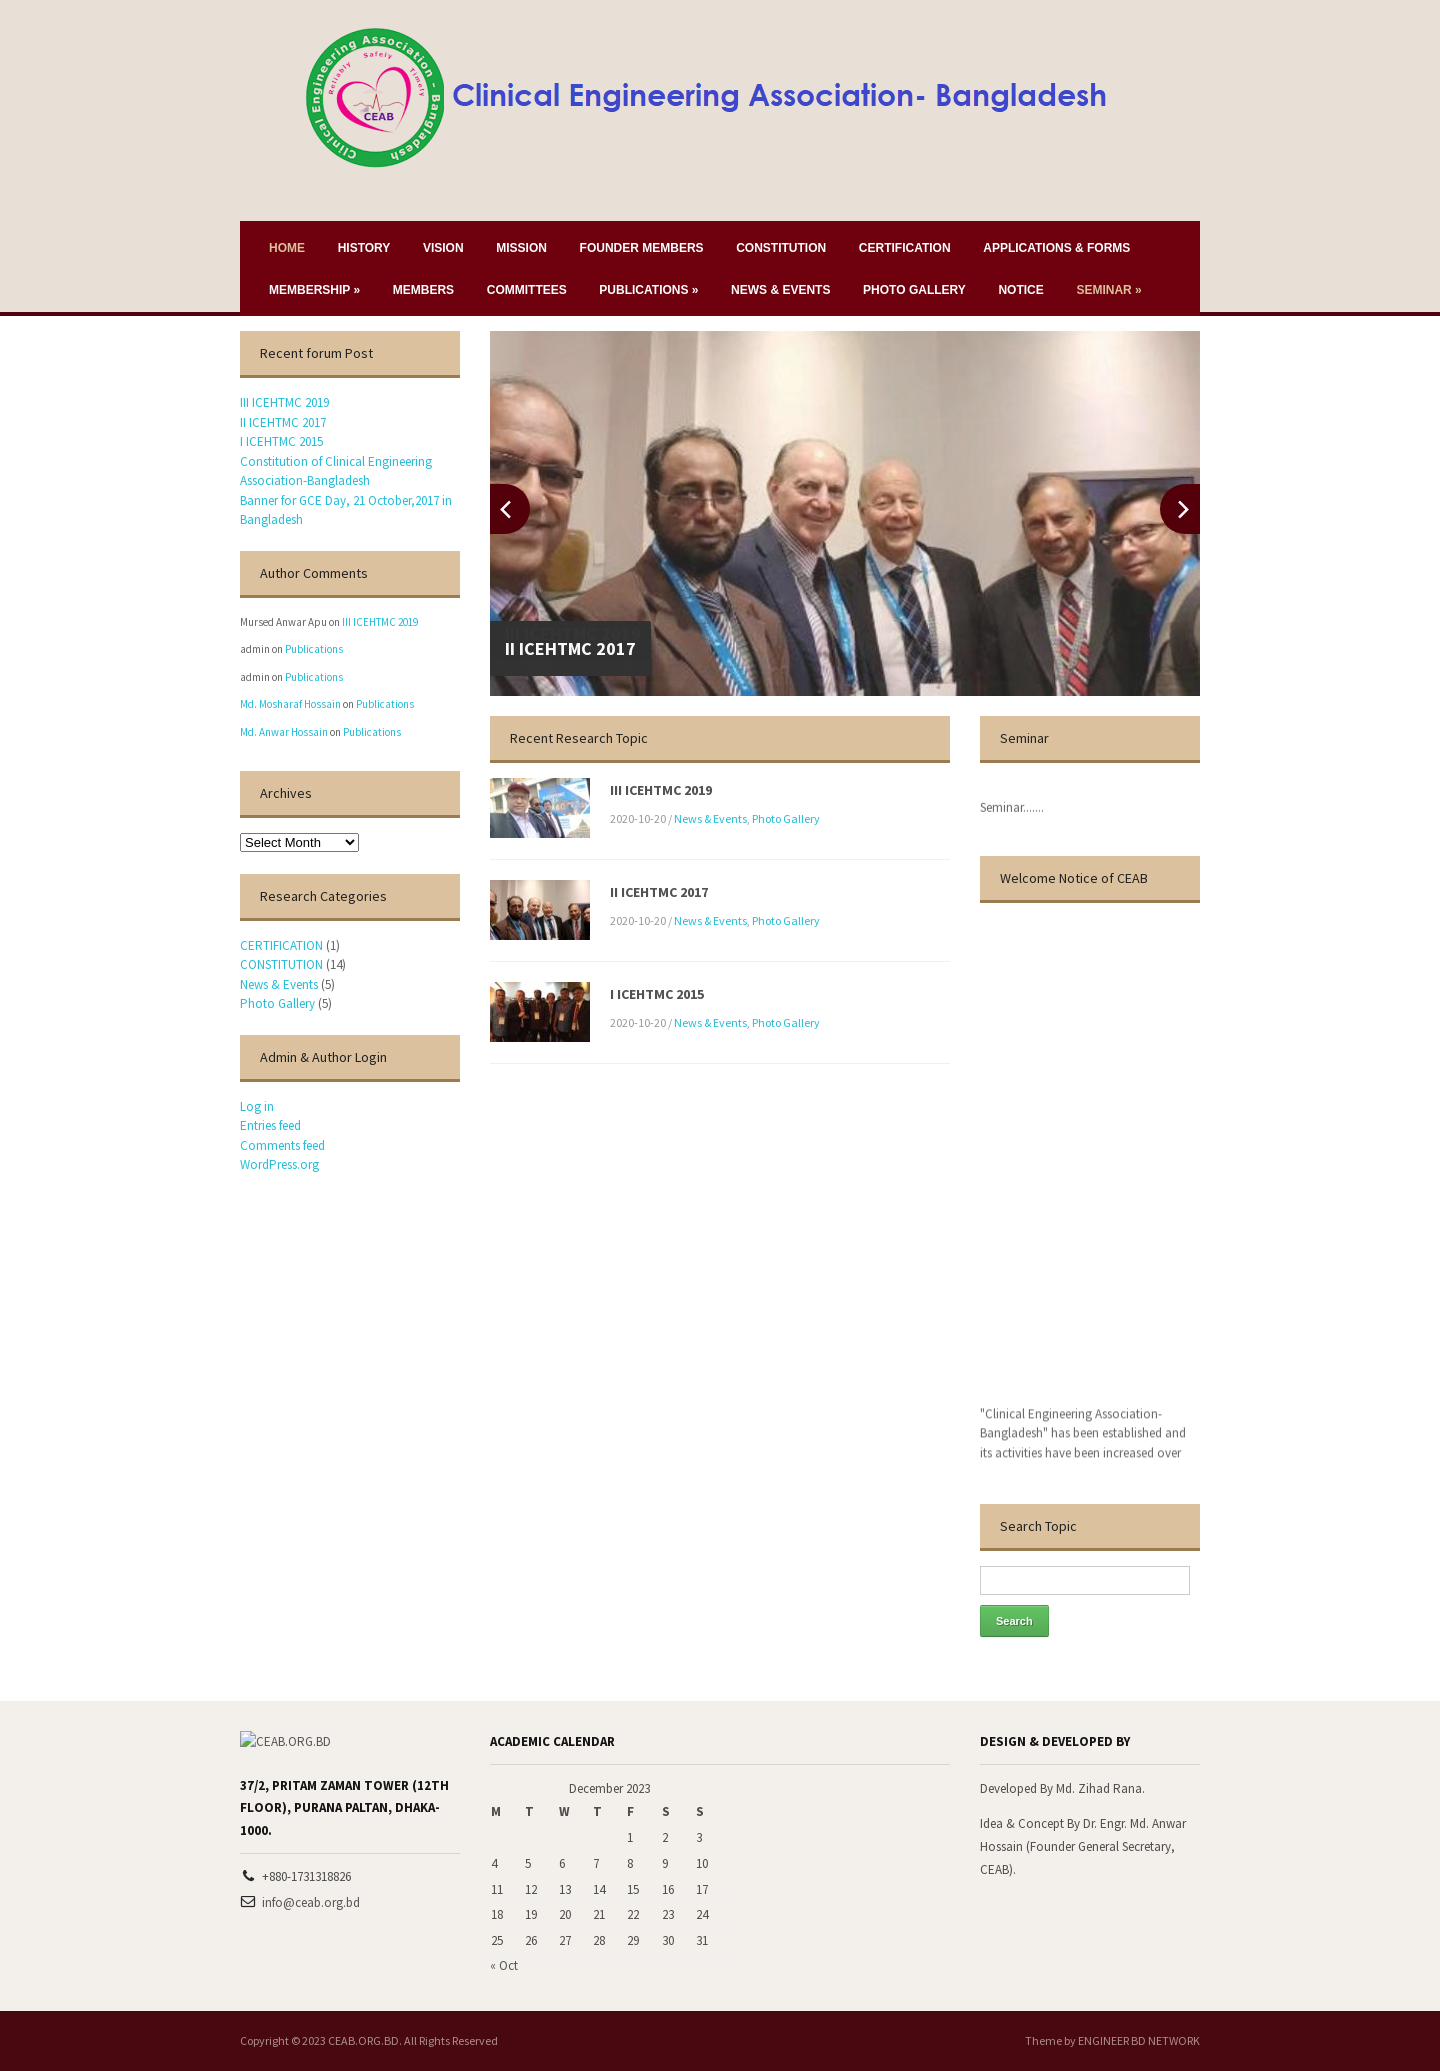 Clinical Engineering Association - Bangladesh
Reliably Safely Timely
CEAB
Clinical Engineering Association- Bangladesh
HOME HISTORY VISION MISSION FOUNDER MEMBERS CONSTITUTION CERTIFICATION APPLICATIONS & FORMS
MEMBERSHIP » MEMBERS COMMITTEES PUBLICATIONS » NEWS & EVENTS PHOTO GALLERY NOTICE SEMINAR »
Recent forum Post
III ICEHTMC 2019
II ICEHTMC 2017
I ICEHTMC 2015
Constitution of Clinical Engineering
Association-Bangladesh
Banner for GCE Day, 21 October,2017 in
Bangladesh
Author Comments
Mursed Anwar Apu on III ICEHTMC 2019
admin on Publications
admin on Publications
Md. Mosharaf Hossain on Publications
Md. Anwar Hossain on Publications
Archives
Select Month
Research Categories
CERTIFICATION (1)
CONSTITUTION (14)
News & Events (5)
Photo Gallery (5)
Admin & Author Login
Log in
Entries feed
Comments feed
WordPress.org
II ICEHTMC 2017
Recent Research Topic
III ICEHTMC 2019
2020-10-20 / News & Events, Photo Gallery
II ICEHTMC 2017
2020-10-20 / News & Events, Photo Gallery
I ICEHTMC 2015
2020-10-20 / News & Events, Photo Gallery
Seminar
Seminar.......
Welcome Notice of CEAB
"Clinical Engineering Association-
Bangladesh" has been established and
its activities have been increased over
Search Topic
Search
CEAB.ORG.BD
37/2, PRITAM ZAMAN TOWER (12TH
FLOOR), PURANA PALTAN, DHAKA-
1000.
+880-1731318826
info@ceab.org.bd
ACADEMIC CALENDAR
December 2023
M T W T F S S
1 2 3
4 5 6 7 8 9 10
11 12 13 14 15 16 17
18 19 20 21 22 23 24
25 26 27 28 29 30 31
« Oct
DESIGN & DEVELOPED BY
Developed By Md. Zihad Rana.
Idea & Concept By Dr. Engr. Md. Anwar
Hossain (Founder General Secretary,
CEAB).
Copyright © 2023 CEAB.ORG.BD. All Rights Reserved
Theme by ENGINEER BD NETWORK